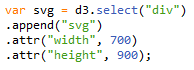 var svg = d3.select("div")
.append("svg")
.attr("width", 700)
.attr("height", 900);